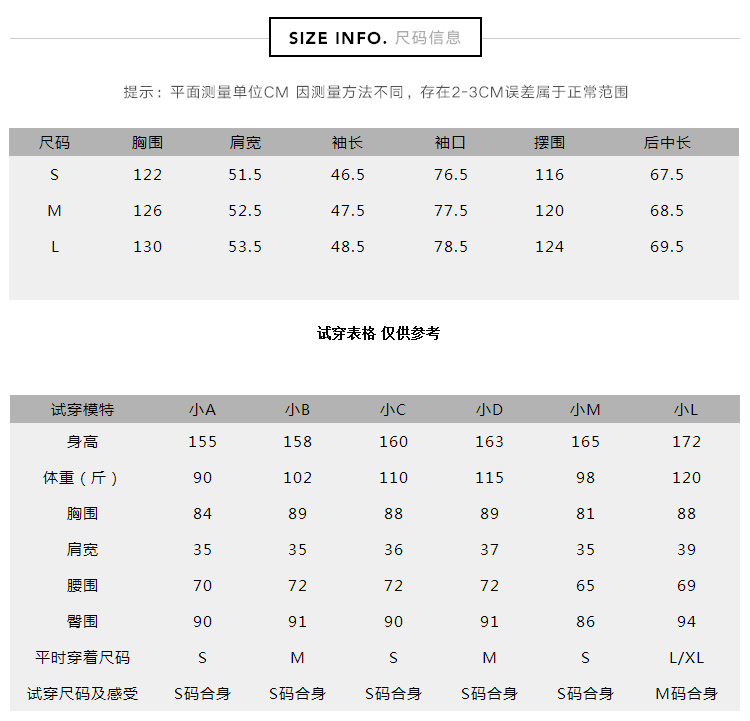 SIZE INFO. 尺码信息
提示：平面测量单位CM 因测量方法不同，存在2-3CM误差属于正常范围
尺码 胸围 肩宽 袖长 袖口 摆围 后中长
S 122 51.5 46.5 76.5 116 67.5
M 126 52.5 47.5 77.5 120 68.5
L 130 53.5 48.5 78.5 124 69.5
试穿表格 仅供参考
试穿模特 小A 小B 小C 小D 小M 小L
身高 155 158 160 163 165 172
体重（斤） 90 102 110 115 98 120
胸围 84 89 88 89 81 88
肩宽 35 35 36 37 35 39
腰围 70 72 72 72 65 69
臀围 90 91 90 91 86 94
平时穿着尺码 S M S M S L/XL
试穿尺码及感受 S码合身 S码合身 S码合身 S码合身 S码合身 M码合身